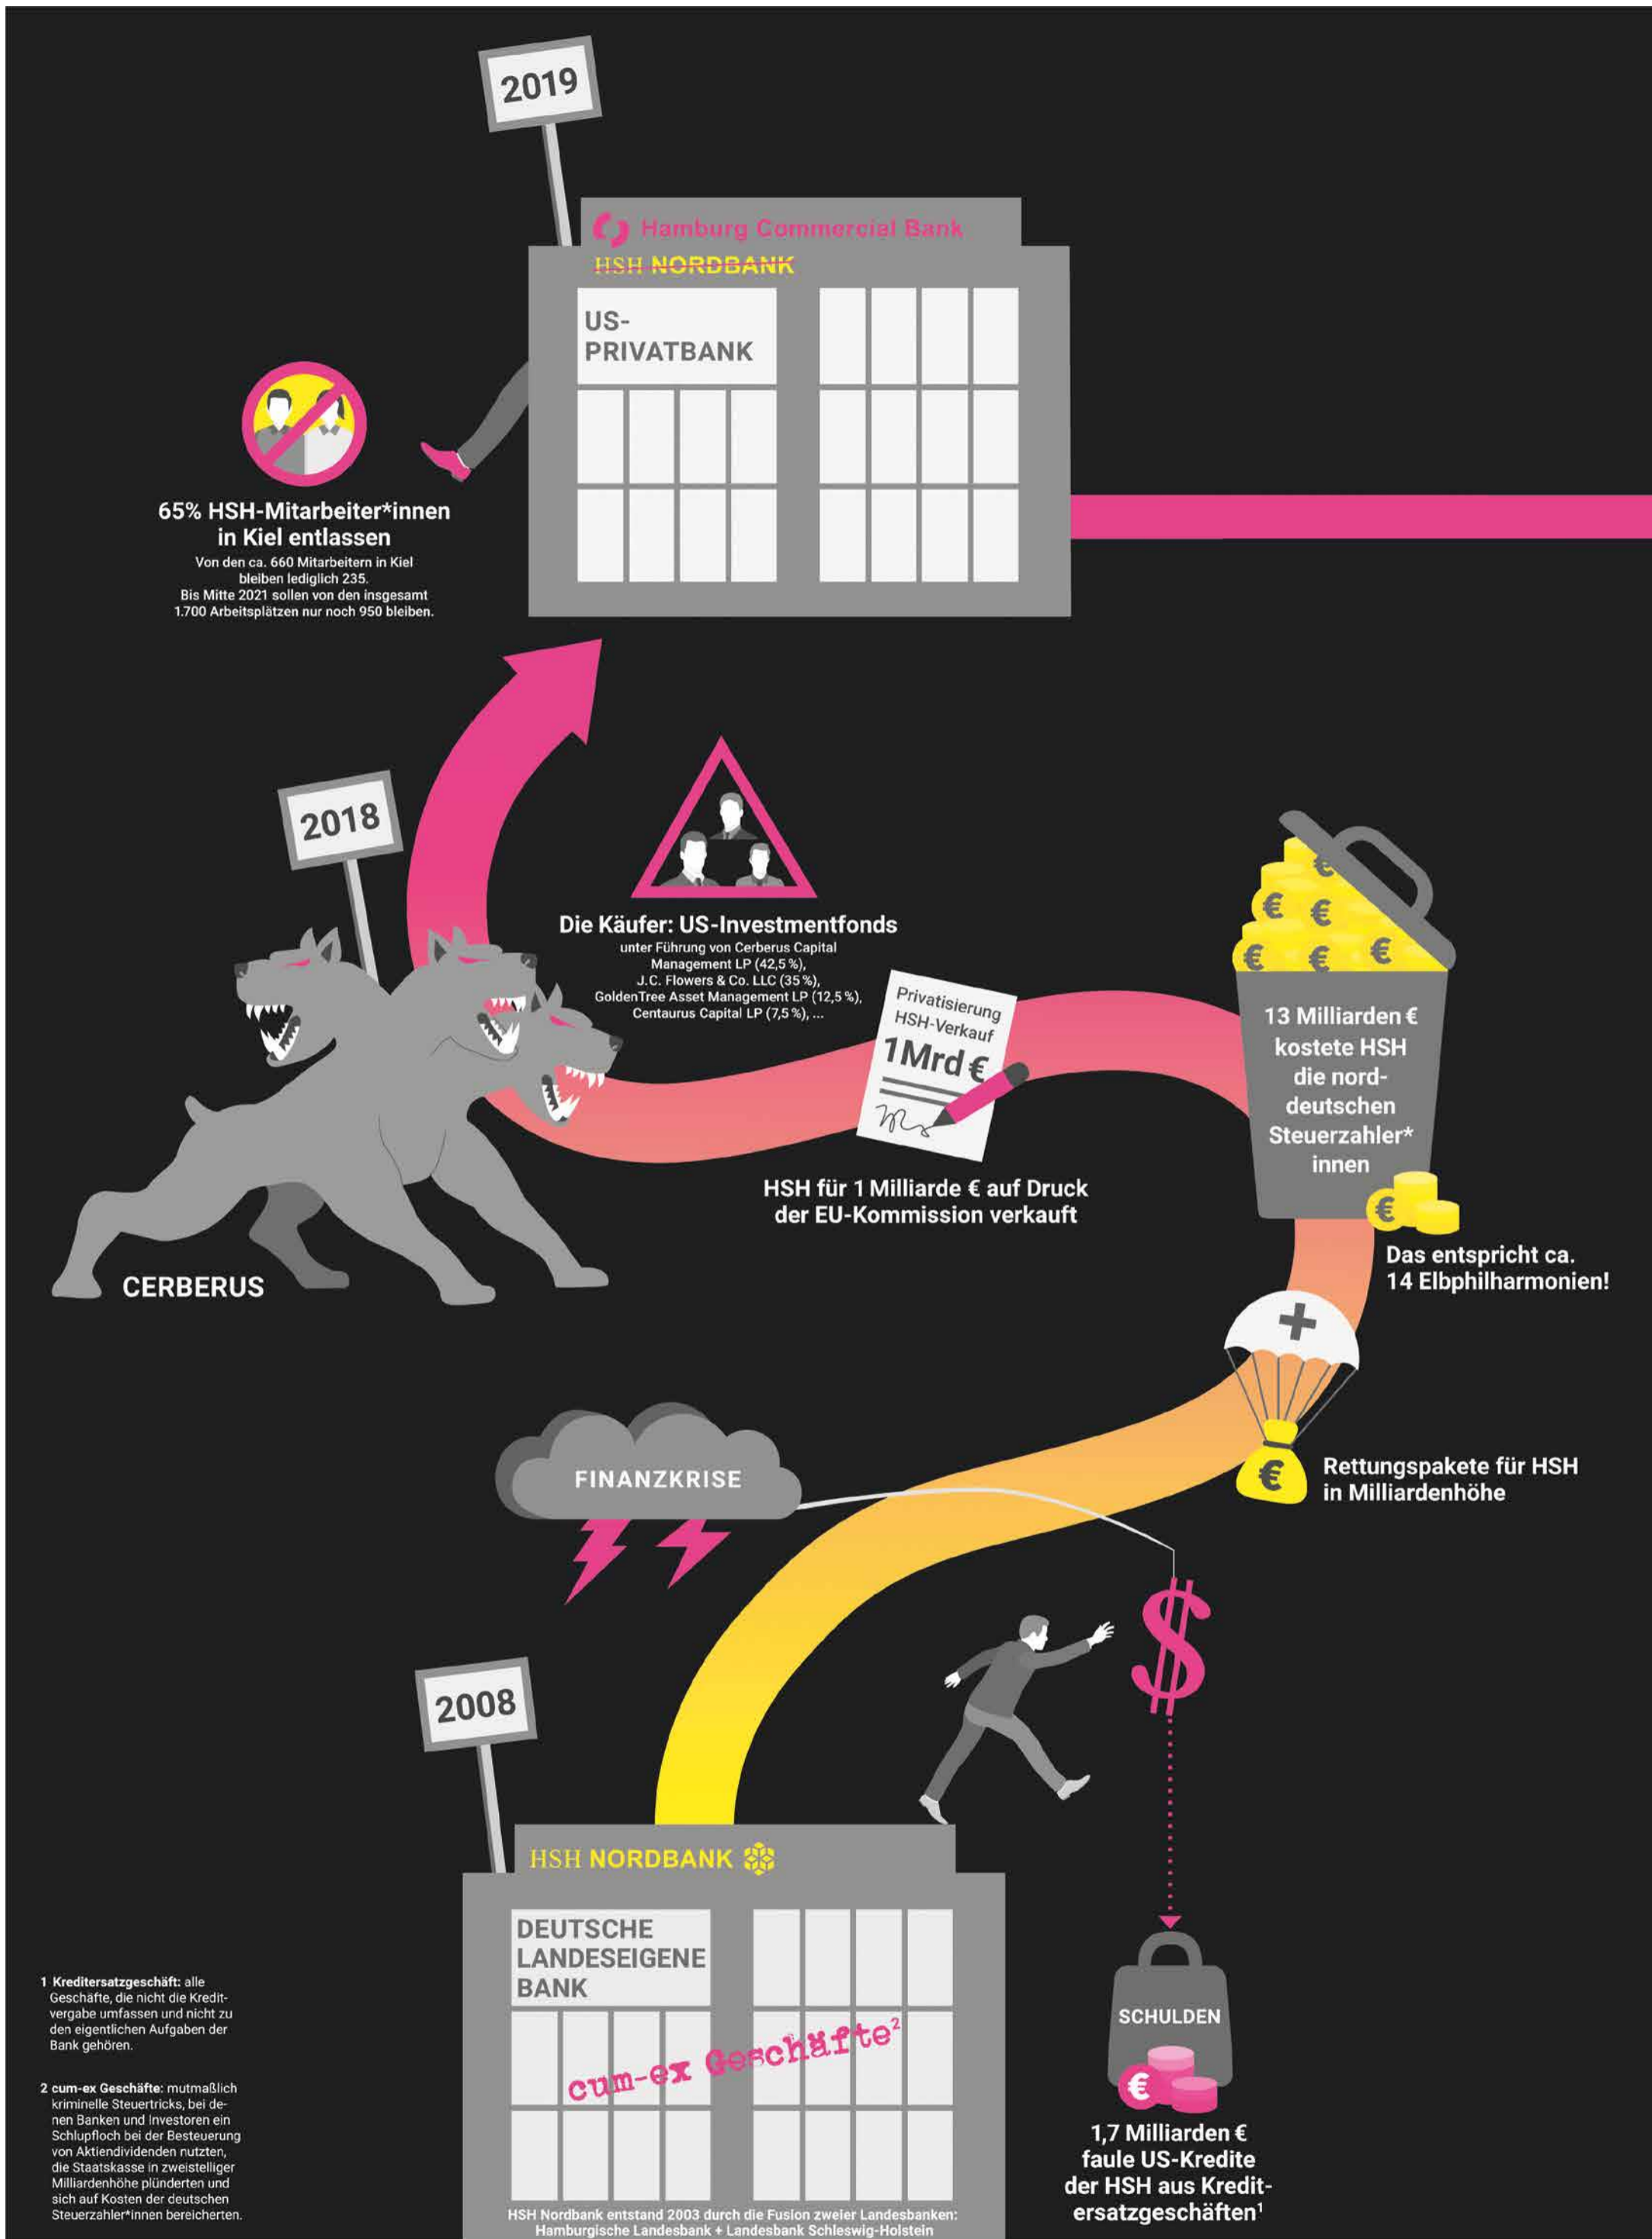 2019
Hamburg Commercial Bank
HSH NORDBANK
US-
PRIVATBANK
65% HSH-Mitarbeiter*innen
in Kiel entlassen
Von den ca. 660 Mitarbeitern in Kiel
bleiben lediglich 235.
Bis Mitte 2021 sollen von den insgesamt
1.700 Arbeitsplätzen nur noch 950 bleiben.
2018
Die Käufer: US-Investmentfonds
unter Führung von Cerberus Capital
Management LP (42,5 %),
J.C. Flowers & Co. LLC (35 %),
GoldenTree Asset Management LP (12,5 %),
Centaurus Capital LP (7,5 %), ...
Privatisierung
HSH-Verkauf
1 Mrd €
HSH für 1 Milliarde € auf Druck
der EU-Kommission verkauft
€
€ €
€ € €
13 Milliarden €
kostete HSH
die nord-
deutschen
Steuerzahler*
innen
€
Das entspricht ca.
14 Elbphilharmonien!
CERBERUS
€
Rettungspakete für HSH
in Milliardenhöhe
FINANZKRISE
$
2008
HSH NORDBANK
DEUTSCHE
LANDESEIGENE
BANK
cum-ex Geschäfte²
HSH Nordbank entstand 2003 durch die Fusion zweier Landesbanken:
Hamburgische Landesbank + Landesbank Schleswig-Holstein
SCHULDEN
€
1,7 Milliarden €
faule US-Kredite
der HSH aus Kredit-
ersatzgeschäften¹
1 Kreditersatzgeschäft: alle
Geschäfte, die nicht die Kredit-
vergabe umfassen und nicht zu
den eigentlichen Aufgaben der
Bank gehören.
2 cum-ex Geschäfte: mutmaßlich
kriminelle Steuertricks, bei de-
nen Banken und Investoren ein
Schlupfloch bei der Besteuerung
von Aktiendividenden nutzten,
die Staatskasse in zweistelliger
Milliardenhöhe plünderten und
sich auf Kosten der deutschen
Steuerzahler*innen bereicherten.